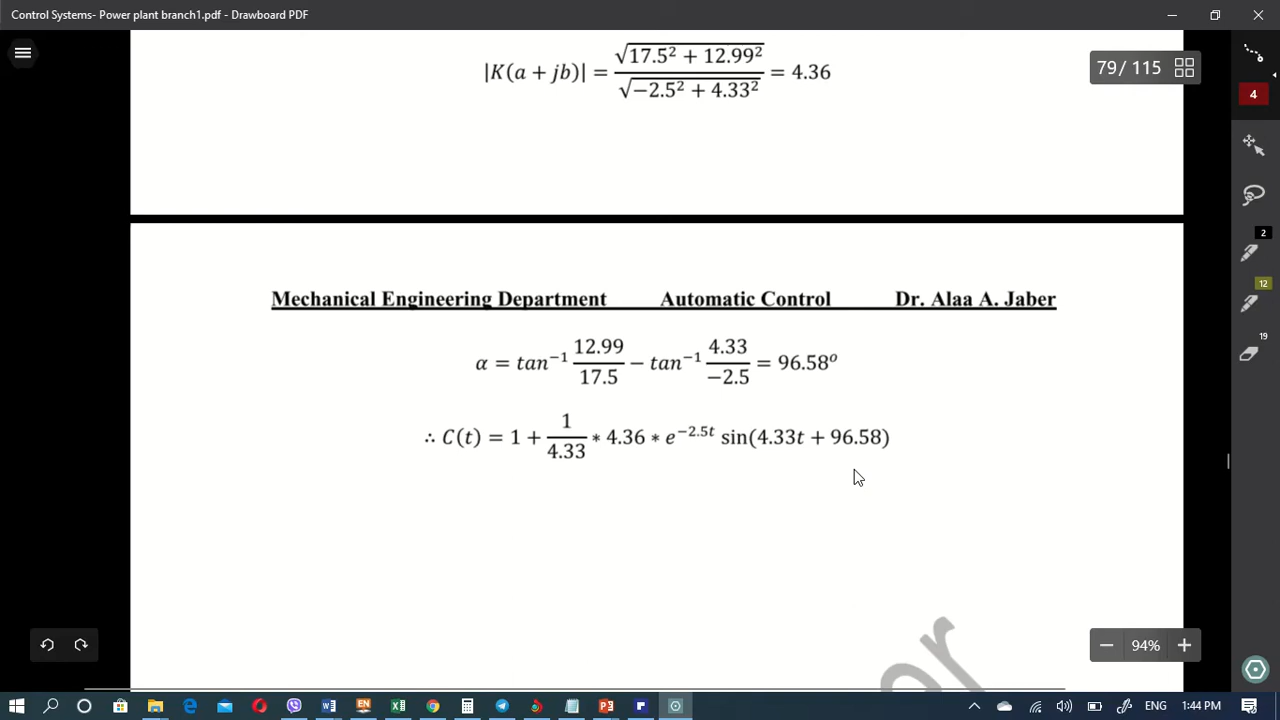 Control Systems- Power plant branch1.pdf - Drawboard PDF
|K(a + jb)| = √(17.5² + 12.99²) / √(−2.5² + 4.33²) = 4.36
79/ 115
4
2
12
19
Mechanical Engineering Department Automatic Control Dr. Alaa A. Jaber
α = tan⁻¹ 12.99/17.5 − tan⁻¹ 4.33/−2.5 = 96.58ᵒ
∴ C(t) = 1 + 1/4.33 * 4.36 * e^−2.5t sin(4.33t + 96.58)
or
94%
1:44 PM